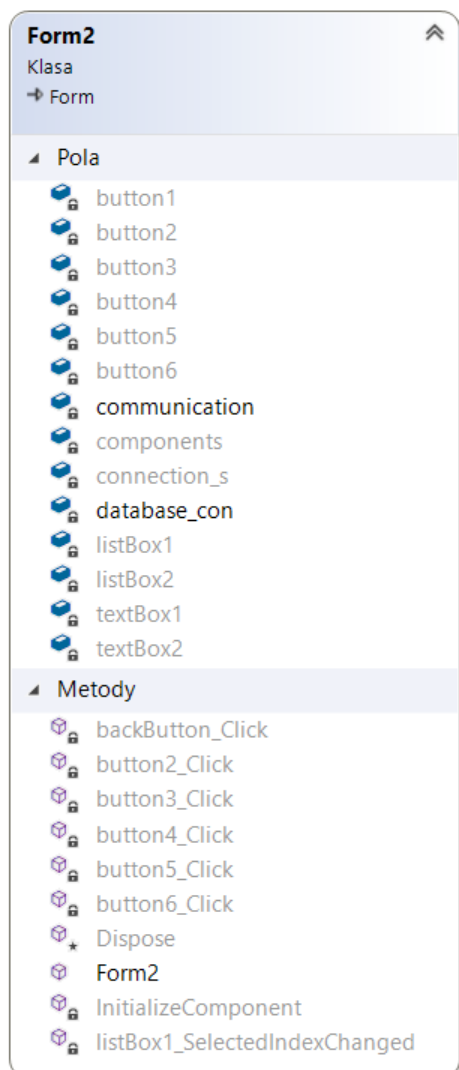 Form2
Klasa
Form
Pola
button1
button2
button3
button4
button5
button6
communication
components
connection_s
database_con
listBox1
listBox2
textBox1
textBox2
Metody
backButton_Click
button2_Click
button3_Click
button4_Click
button5_Click
button6_Click
Dispose
Form2
InitializeComponent
listBox1_SelectedIndexChanged